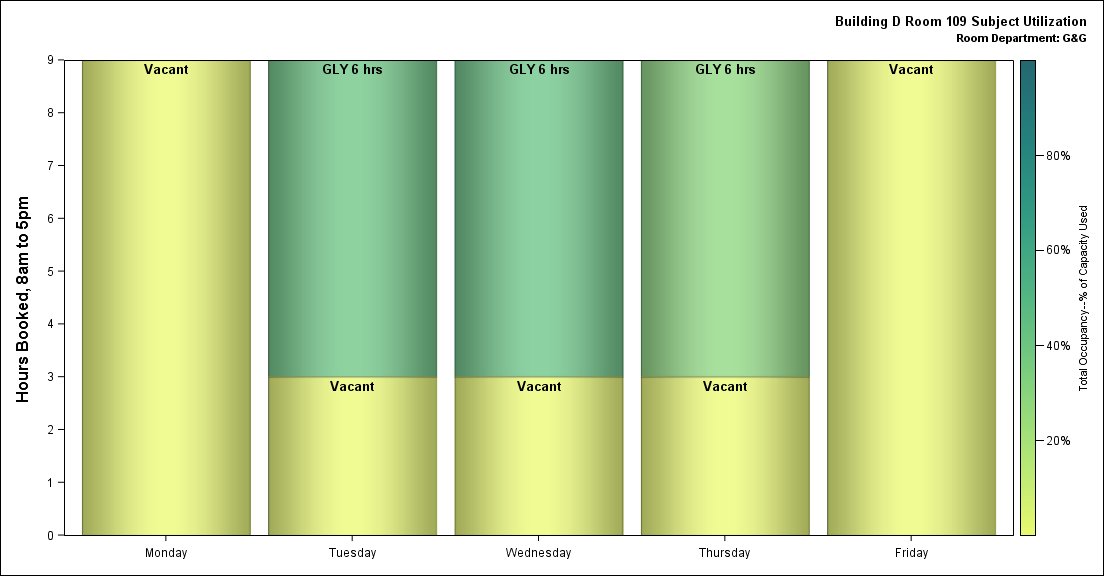 Building D Room 109 Subject Utilization
Room Department: G&G
Hours Booked, 8am to 5pm
9
8
7
6
5
4
3
2
1
0
Vacant
GLY 6 hrs
GLY 6 hrs
GLY 6 hrs
Vacant
Vacant
Vacant
Vacant
Monday
Tuesday
Wednesday
Thursday
Friday
80%
60%
40%
20%
Total Occupancy--% of Capacity Used